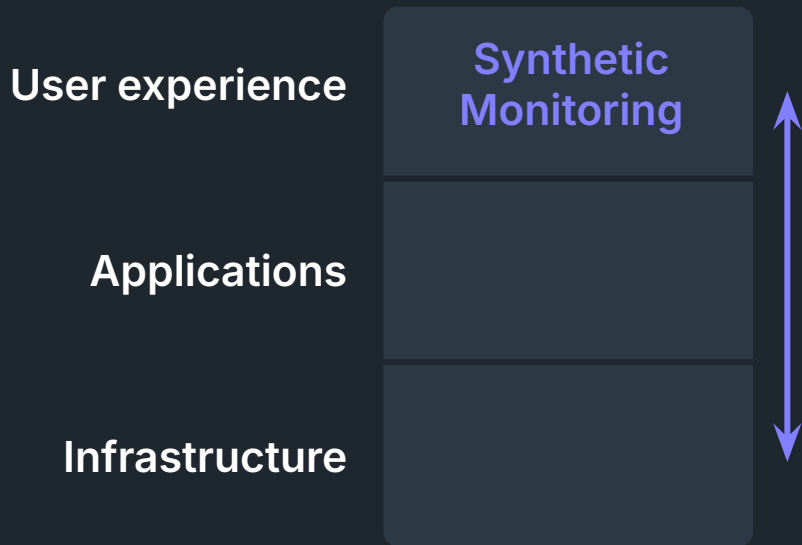 User experience
Synthetic
Monitoring
Applications
Infrastructure